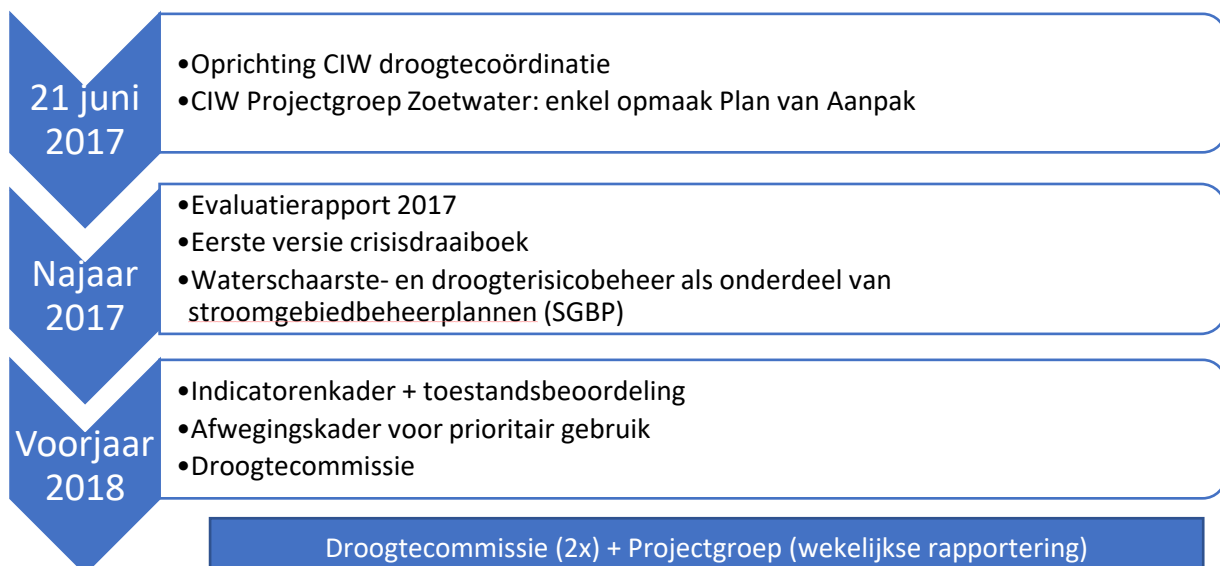 21 juni
2017
•Oprichting CIW droogtecoördinatie
•CIW Projectgroep Zoetwater: enkel opmaak Plan van Aanpak
Najaar
2017
•Evaluatierapport 2017
•Eerste versie crisisdraaiboek
•Waterschaarste- en droogterisicobeheer als onderdeel van
stroomgebiedbeheerplannen (SGBP)
Voorjaar
2018
•Indicatorenkader + toestandsbeoordeling
•Afwegingskader voor prioritair gebruik
•Droogtecommissie
Droogtecommissie (2x) + Projectgroep (wekelijkse rapportering)